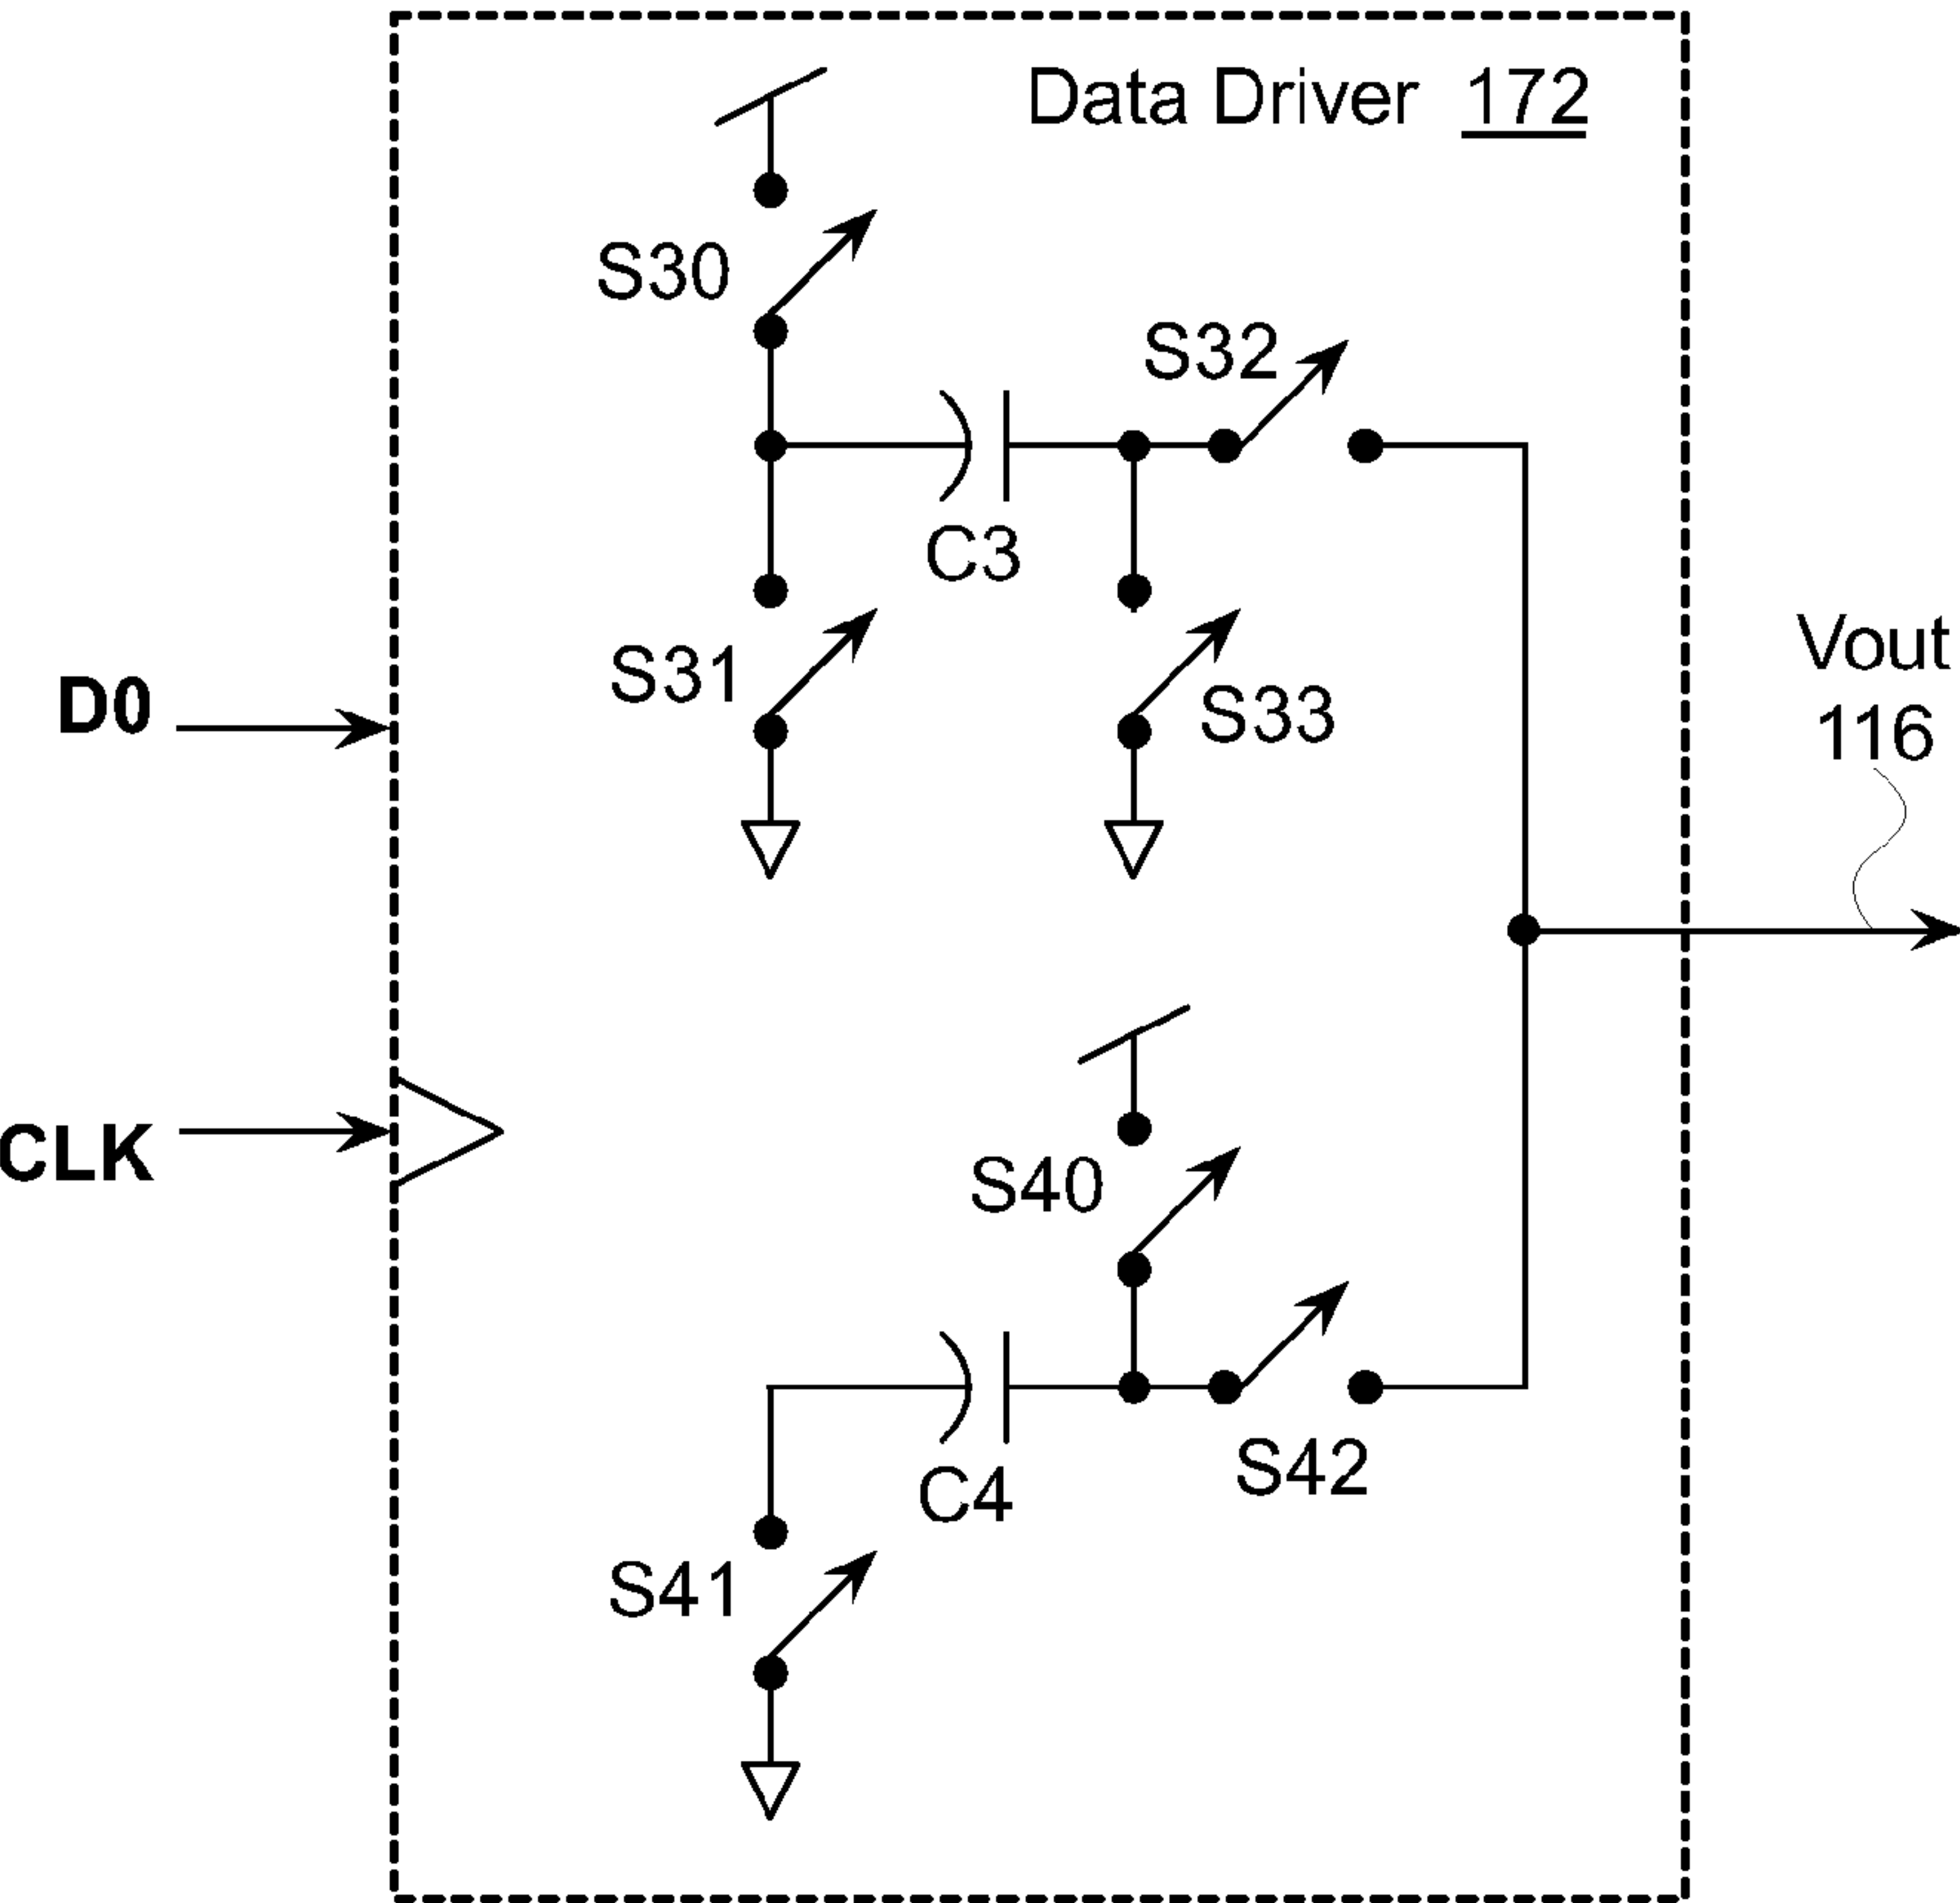 Data Driver 172
S30
S32
C3
S31
S33
D0
Vout
116
CLK
S40
S42
C4
S41